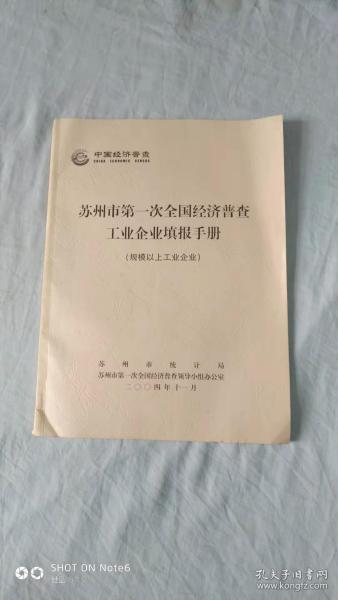 中国经济普查
CHINA ECONOMIC CENSUS
苏州市第一次全国经济普查
工业企业填报手册
（规模以上工业企业）
苏州市统计局
苏州市第一次全国经济普查领导小组办公室
二〇〇四年十一月
SHOT ON Note6
孔夫子旧书网
www.kongfz.com